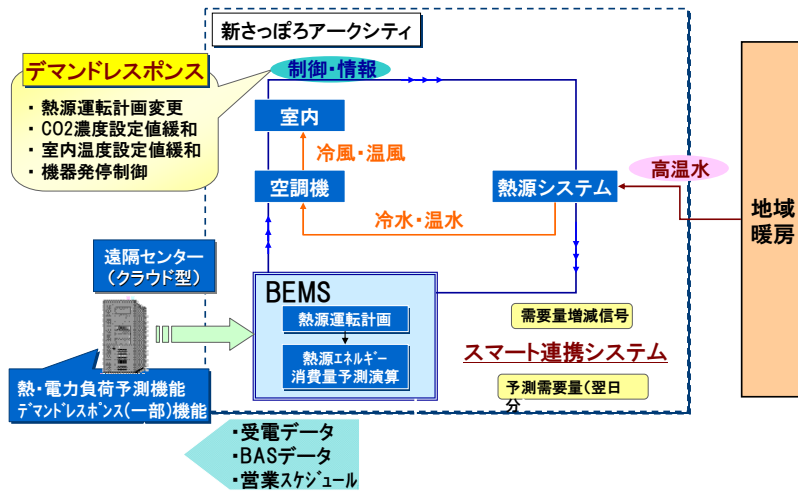 新さっぽろアークシティ
デマンドレスポンス
・ 熱源運転計画変更
・ CO2濃度設定値緩和
・ 室内温度設定値緩和
・ 機器発停制御
制御・情報
室内
冷風・温風
空調機
熱源システム
高温水
地域
暖房
冷水・温水
遠隔センター
（クラウド型）
BEMS
熱源運転計画
熱源エネルギー
消費量予測演算
需要量増減信号
スマート連携システム
予測需要量(翌日
分
熱・電力負荷予測機能
デマンドレスポンス(一部)機能
・受電データ
・BASデータ
・営業スケジュール